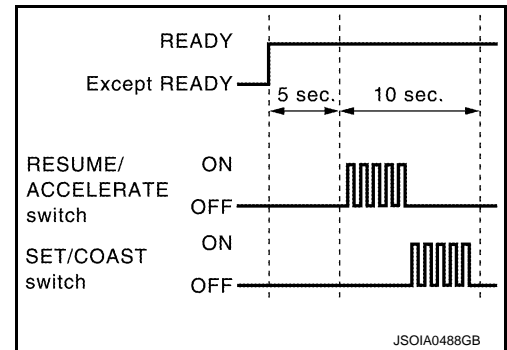 READY
Except READY
5 sec. 10 sec.
RESUME/ ON
ACCELERATE
switch OFF
SET/COAST ON
switch OFF
JSOIA0488GB